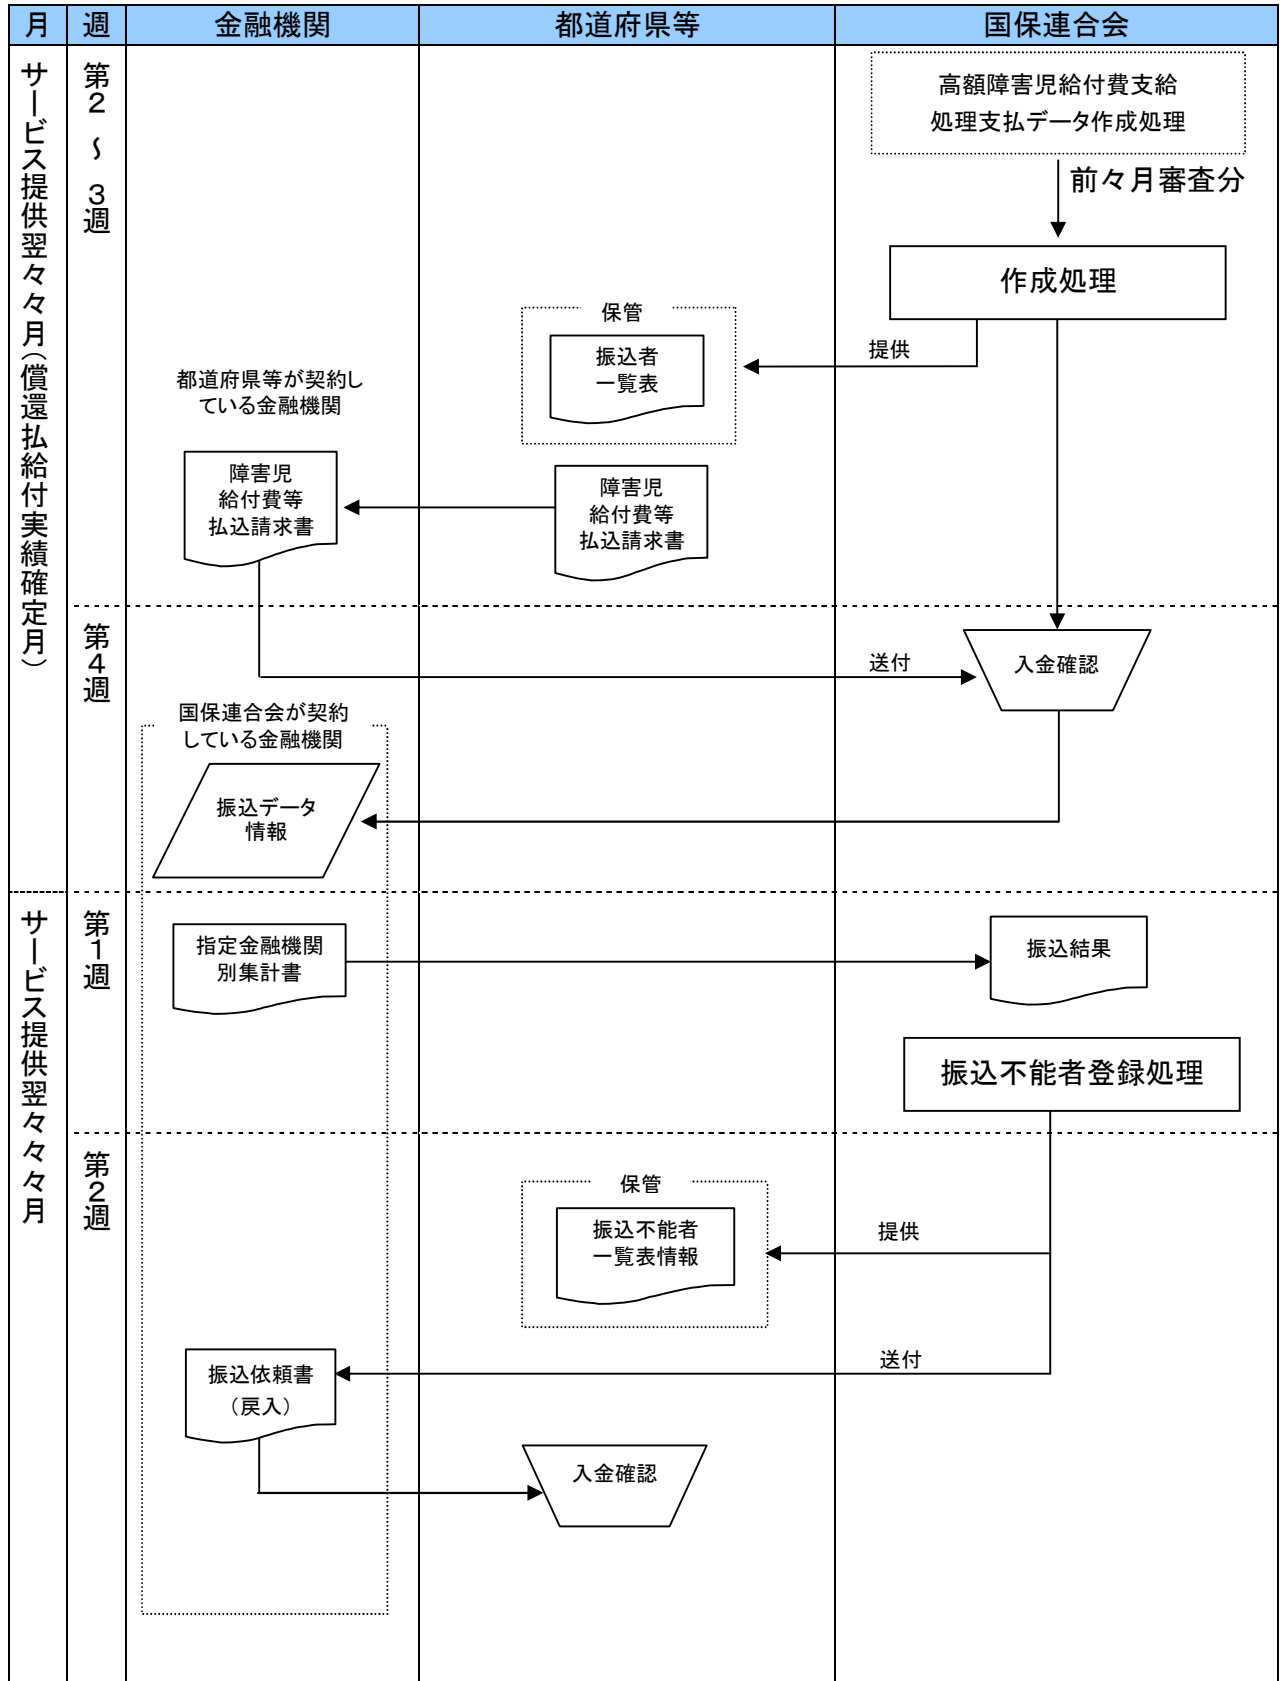 月
週
金融機関
都道府県等
国保連合会
サービス提供翌々月（償還払給付実績確定月）
第２～３週
高額障害児給付費支給
処理支払データ作成処理
前々月審査分
作成処理
保管
提供
振込者
一覧表
都道府県等が契約し
ている金融機関
障害児
給付費等
払込請求書
障害児
給付費等
払込請求書
第４週
送付
入金確認
国保連合会が契約
している金融機関
振込データ
情報
サービス提供翌々々月
第１週
指定金融機関
別集計書
振込結果
振込不能者登録処理
第２週
保管
振込不能者
一覧表情報
提供
送付
振込依頼書
（戻入）
入金確認